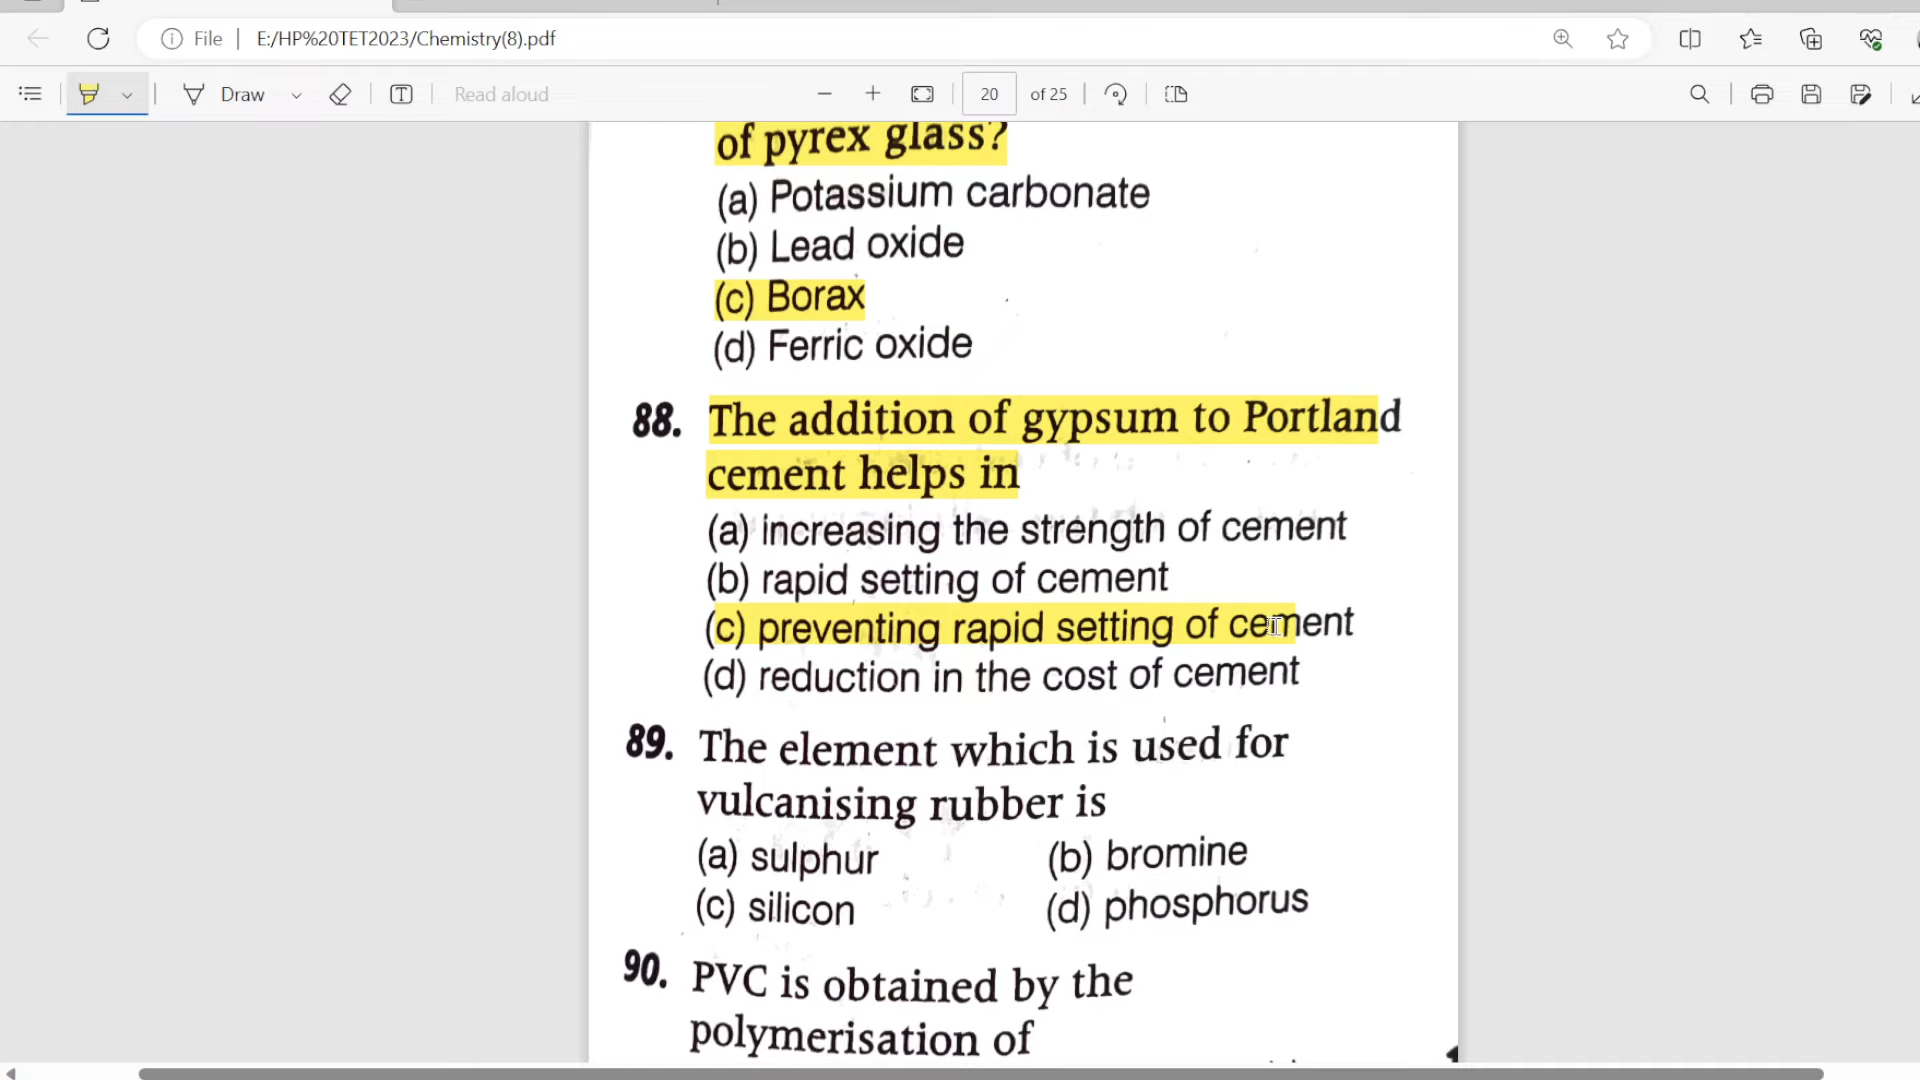 File
E:/HP%20TET2023/Chemistry(8).pdf
Draw
Read aloud
20
of 25
of pyrex glass?
(a) Potassium carbonate
(b) Lead oxide
(c) Borax
(d) Ferric oxide
88. The addition of gypsum to Portland
cement helps in
(a) increasing the strength of cement
(b) rapid setting of cement
(c) preventing rapid setting of cement
(d) reduction in the cost of cement
89. The element which is used for
vulcanising rubber is
(a) sulphur (b) bromine
(c) silicon (d) phosphorus
90. PVC is obtained by the
polymerisation of